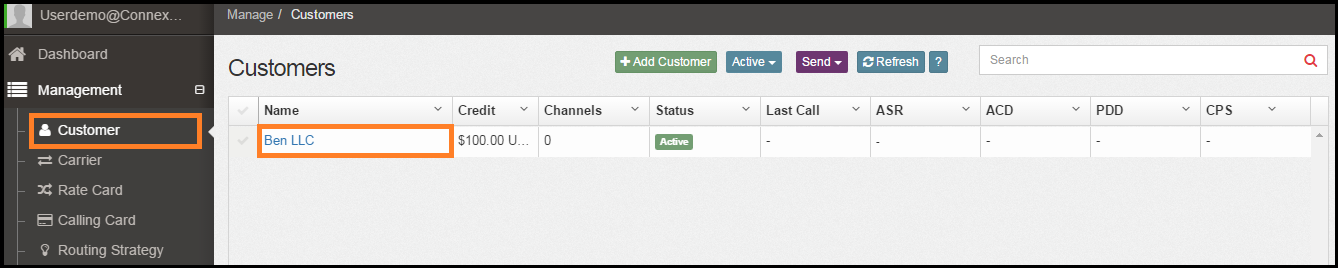 Userdemo@Connex...
Manage / Customers
Dashboard
Management
Customer
Carrier
Rate Card
Calling Card
Routing Strategy
Customers
Add Customer Active Send Refresh ? Search
Name Credit Channels Status Last Call ASR ACD PDD CPS
Ben LLC $100.00 U... 0 Active - - - - -